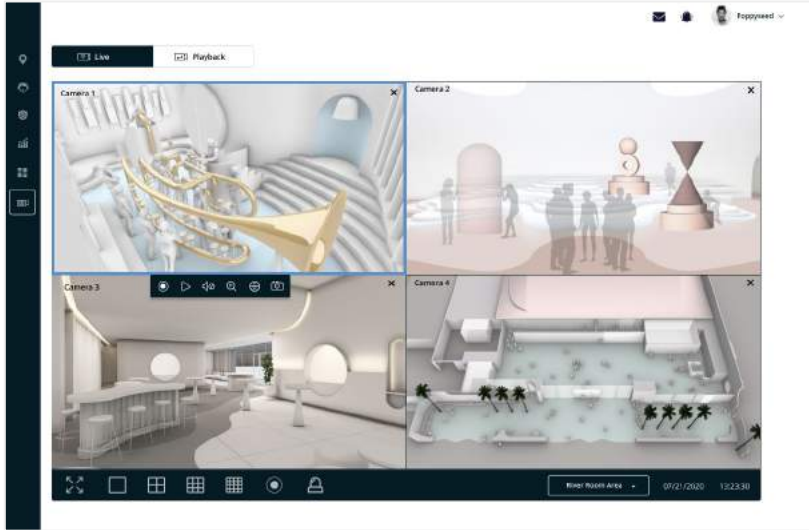 Poppyseed
Live
Playback
Camera 1
Camera 2
Camera 3
Camera 4
River Room Area
07/21/2020
13:23:30